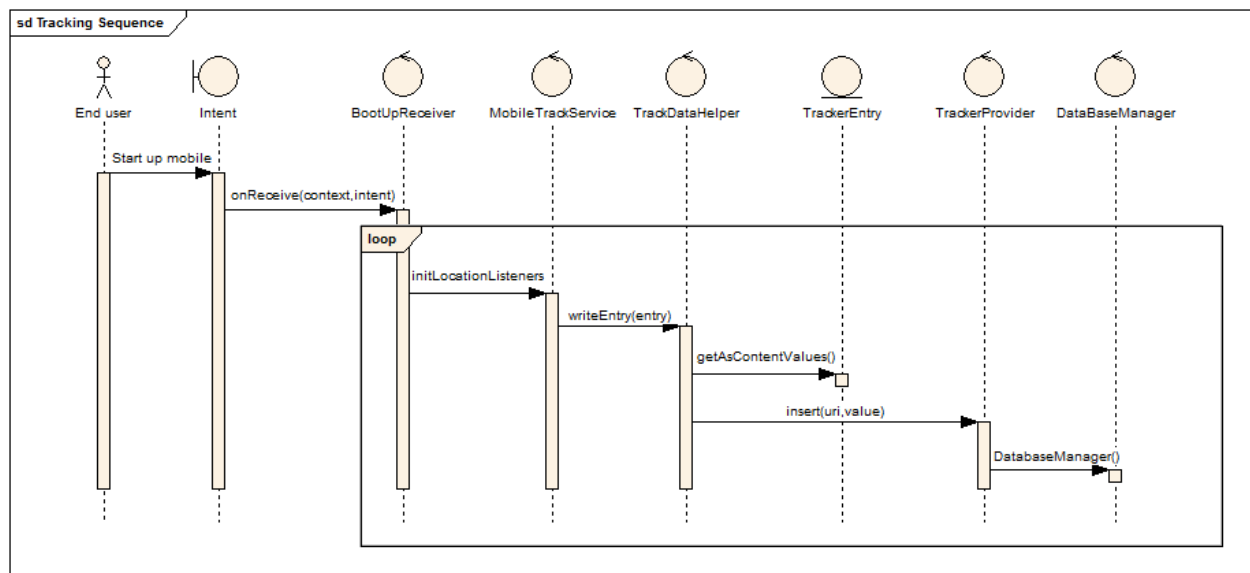 sd Tracking Sequence
End user
Intent
BootUpReceiver
MobileTrackService
TrackDataHelper
TrackerEntry
TrackerProvider
DataBaseManager
Start up mobile
onReceive(context,intent)
loop
initLocationListeners
writeEntry(entry)
getAsContentValues()
insert(uri,value)
DatabaseManager()